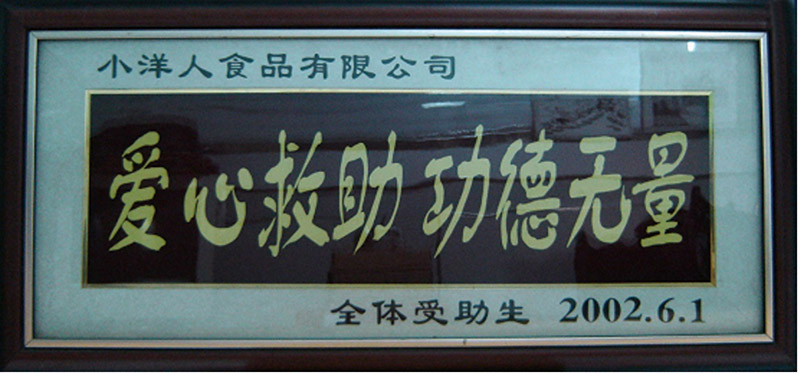 小洋人食品有限公司
爱心救助 功德无量
全体受助生 2002.6.1